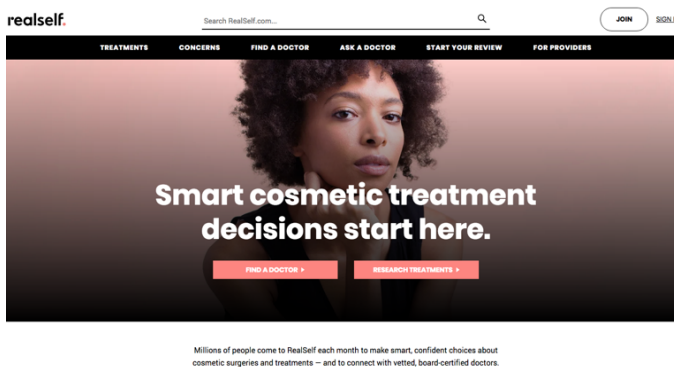 realself.
Search RealSelf.com...
JOIN
SIGN
TREATMENTS CONCERNS FIND A DOCTOR ASK A DOCTOR START YOUR REVIEW FOR PROVIDERS
Smart cosmetic treatment
decisions start here.
FIND A DOCTOR ▸
RESEARCH TREATMENTS ▸
Millions of people come to RealSelf each month to make smart, confident choices about
cosmetic surgeries and treatments — and to connect with vetted, board-certified doctors.